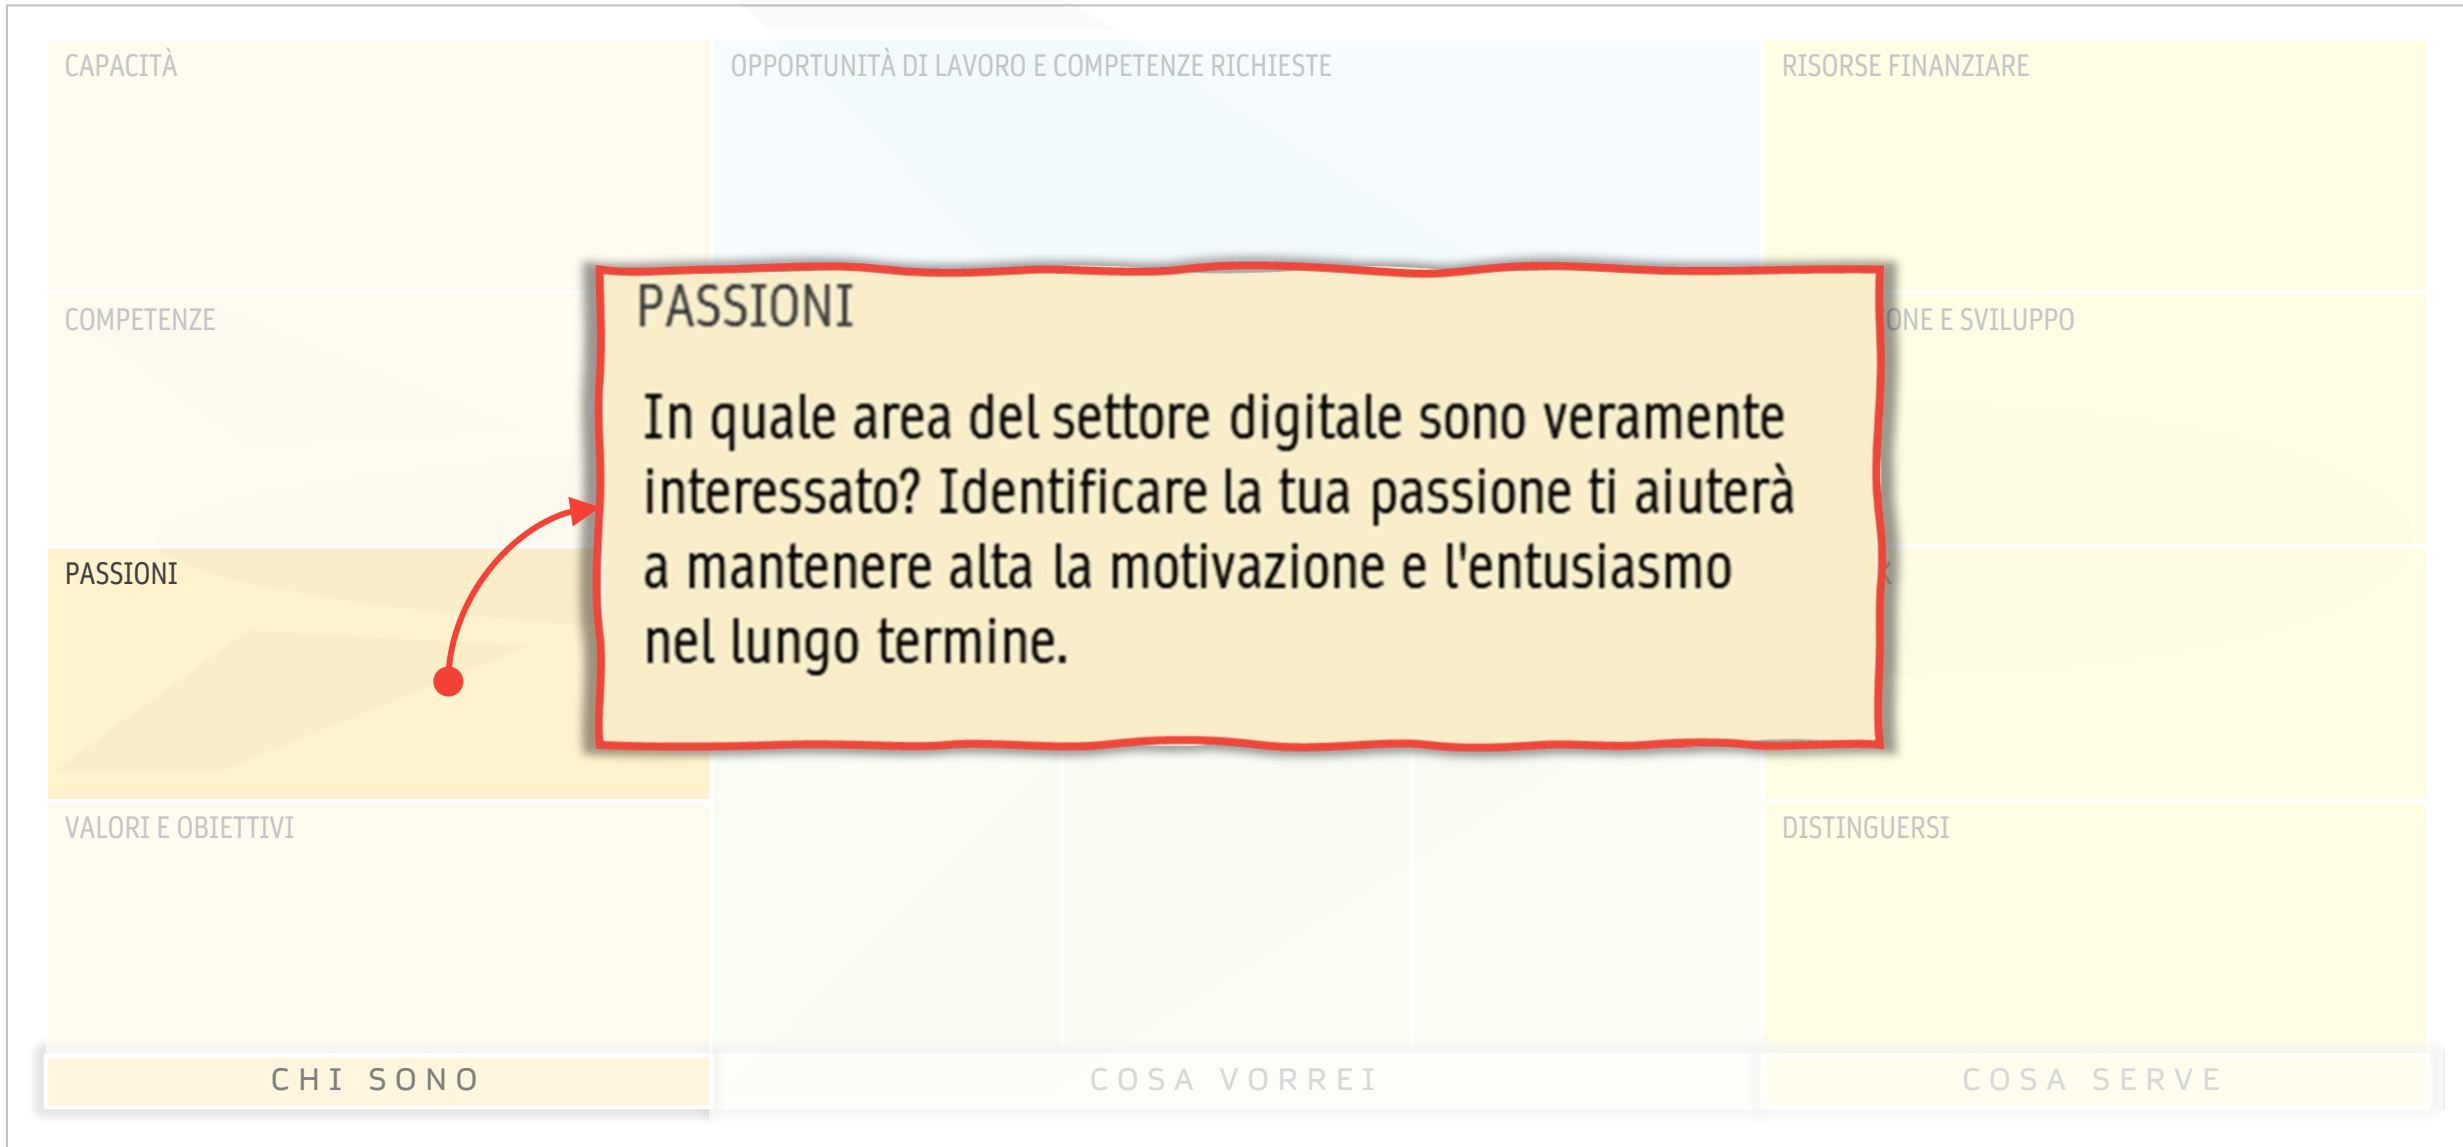 CAPACITÀ
OPPORTUNITÀ DI LAVORO E COMPETENZE RICHIESTE
RISORSE FINANZIARE
COMPETENZE
E SVILUPPO
PASSIONI
In quale area del settore digitale sono veramente
interessato? Identificare la tua passione ti aiuterà
a mantenere alta la motivazione e l'entusiasmo
nel lungo termine.
PASSIONI
VALORI E OBIETTIVI
DISTINGUERSI
CHI SONO
COSA VORREI
COSA SERVE